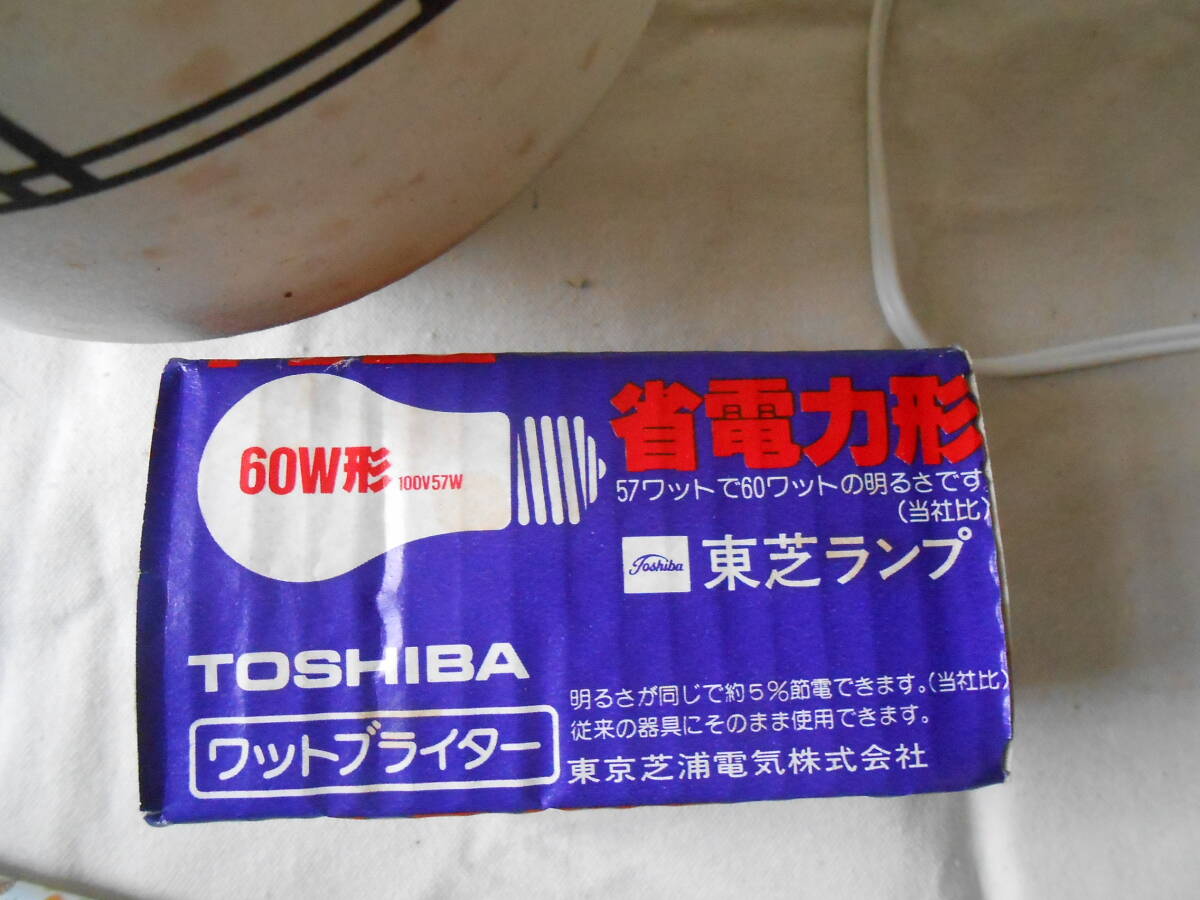 省電力形
60W形 100V57W
57ワットで60ワットの明るさです
(当社比)
Toshiba 東芝ランプ
TOSHIBA
ワットブライター
明るさが同じで約5%節電できます。(当社比)
従来の器具にそのまま使用できます。
東京芝浦電気株式会社